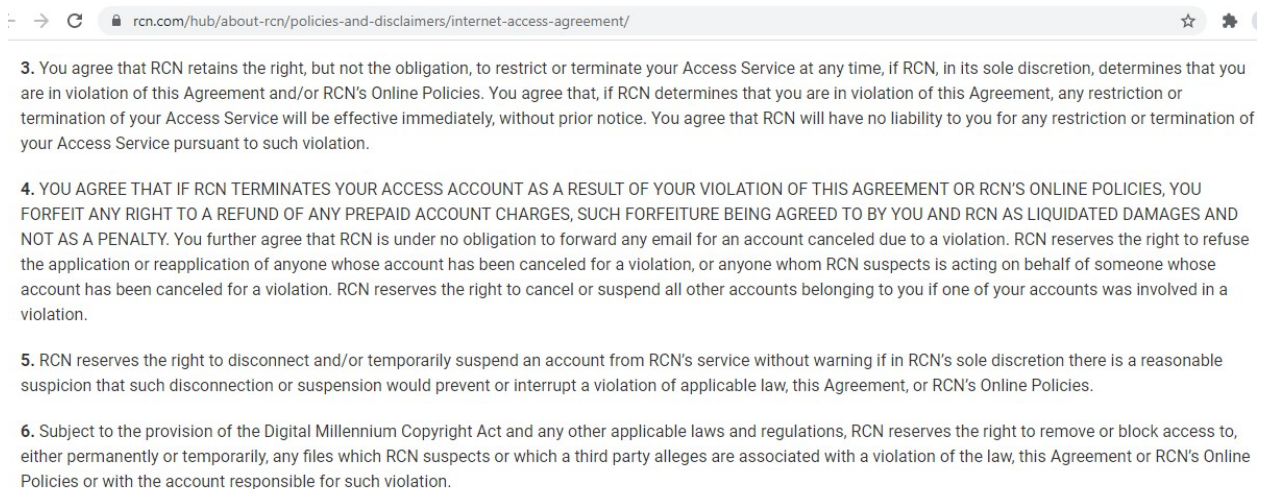 rcn.com/hub/about-rcn/policies-and-disclaimers/internet-access-agreement/
3. You agree that RCN retains the right, but not the obligation, to restrict or terminate your Access Service at any time, if RCN, in its sole discretion, determines that you
are in violation of this Agreement and/or RCN's Online Policies. You agree that, if RCN determines that you are in violation of this Agreement, any restriction or
termination of your Access Service will be effective immediately, without prior notice. You agree that RCN will have no liability to you for any restriction or termination of
your Access Service pursuant to such violation.
4. YOU AGREE THAT IF RCN TERMINATES YOUR ACCESS ACCOUNT AS A RESULT OF YOUR VIOLATION OF THIS AGREEMENT OR RCN'S ONLINE POLICIES, YOU
FORFEIT ANY RIGHT TO A REFUND OF ANY PREPAID ACCOUNT CHARGES, SUCH FORFEITURE BEING AGREED TO BY YOU AND RCN AS LIQUIDATED DAMAGES AND
NOT AS A PENALTY. You further agree that RCN is under no obligation to forward any email for an account canceled due to a violation. RCN reserves the right to refuse
the application or reapplication of anyone whose account has been canceled for a violation, or anyone whom RCN suspects is acting on behalf of someone whose
account has been canceled for a violation. RCN reserves the right to cancel or suspend all other accounts belonging to you if one of your accounts was involved in a
violation.
5. RCN reserves the right to disconnect and/or temporarily suspend an account from RCN's service without warning if in RCN's sole discretion there is a reasonable
suspicion that such disconnection or suspension would prevent or interrupt a violation of applicable law, this Agreement, or RCN's Online Policies.
6. Subject to the provision of the Digital Millennium Copyright Act and any other applicable laws and regulations, RCN reserves the right to remove or block access to,
either permanently or temporarily, any files which RCN suspects or which a third party alleges are associated with a violation of the law, this Agreement or RCN's Online
Policies or with the account responsible for such violation.